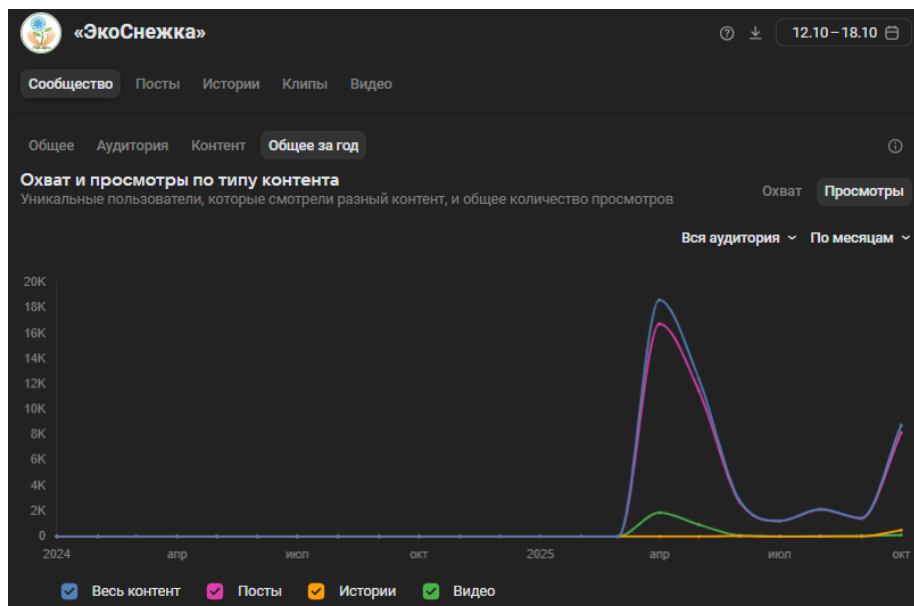 «ЭкоСнежка»
12.10–18.10
Сообщество Посты Истории Клипы Видео
Общее Аудитория Контент Общее за год
Охват и просмотры по типу контента
Уникальные пользователи, которые смотрели разный контент, и общее количество просмотров
Охват Просмотры
Вся аудитория По месяцам
20K
18K
16K
14K
12K
10K
8K
6K
4K
2K
0
2024 апр июл окт 2025 апр июл окт
Весь контент Посты Истории Видео